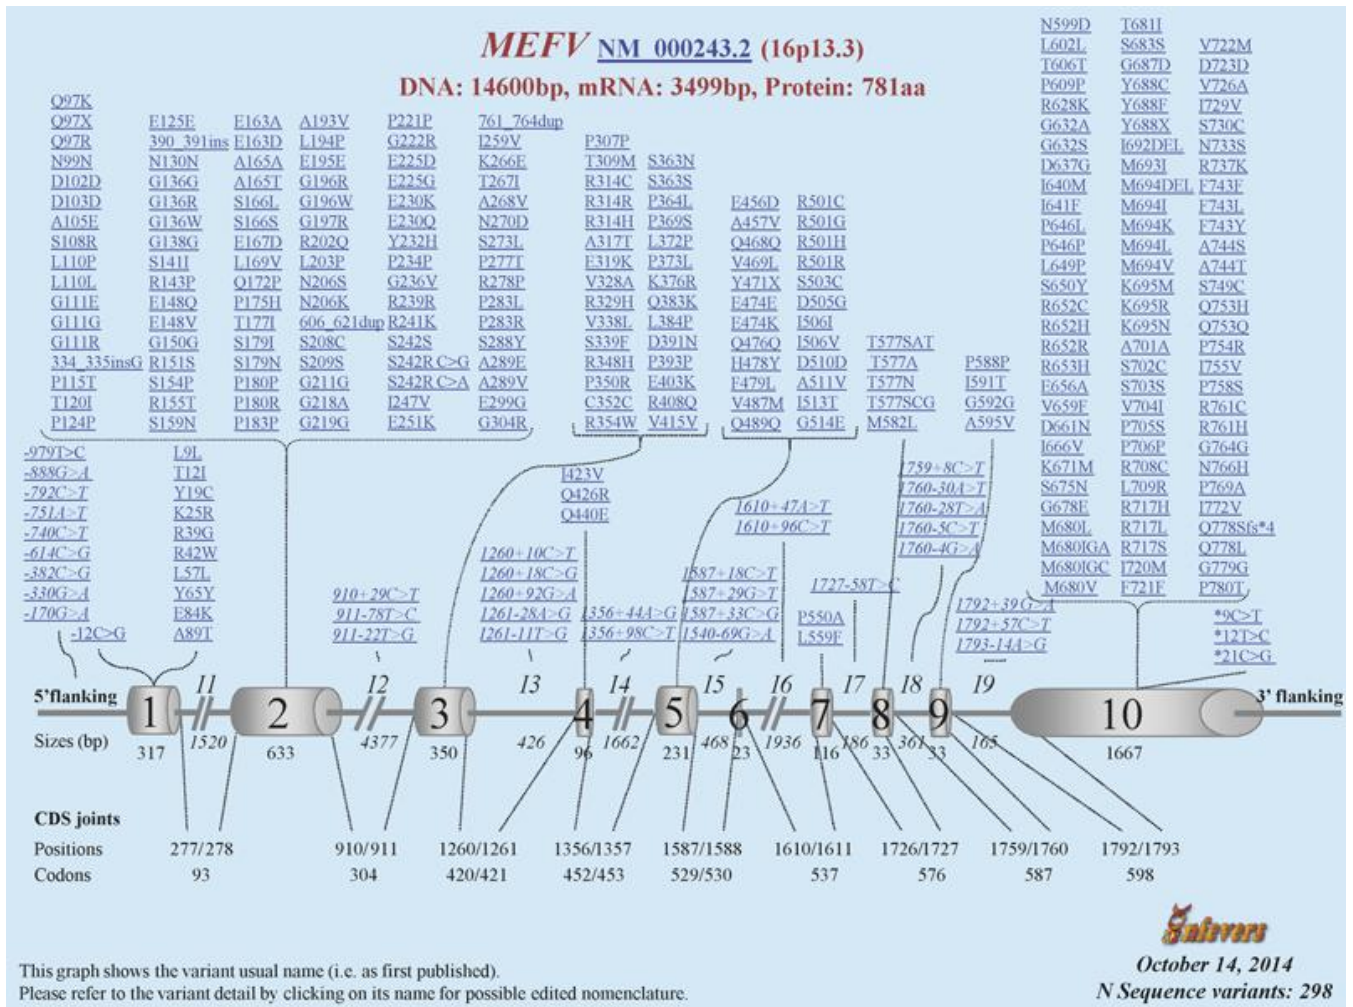 MEFV NM_000243.2 (16p13.3)
DNA: 14600bp, mRNA: 3499bp, Protein: 781aa
Q97K
Q97X
Q97R
N99N
D102D
D103D
A105E
S108R
L110P
L110L
G111E
G111G
G111R
334_335insG
P115T
T120I
P124P
E125E
390_391ins
N130N
G136G
G136R
G136W
G138G
S141I
R143P
E148Q
E148V
G150G
R151S
S154P
R155T
S159N
E163A
E163D
A165A
A165T
S166L
S166S
E167D
L169V
Q172P
P175H
T177I
S179I
S179N
P180P
P180R
P183P
A193V
L194P
E195E
G196R
G196W
G197R
R202Q
L203P
N206S
N206K
606_621dup
S208C
S209S
G211G
G218A
G219G
P221P
G222R
E225D
E225G
E230K
E230Q
Y232H
P234P
G236V
R239R
R241K
S242S
S242R C>G
S242R C>A
I247V
E251K
761_764dup
I259V
K266E
T267I
A268V
N270D
S273L
P277T
R278P
P283L
P283R
S288Y
A289E
A289V
E299G
G304R
P307P
T309M
R314C
R314R
R314H
A317T
E319K
V328A
R329H
V338L
S339F
R348H
P350R
C352C
R354W
S363N
S363S
P364L
P369S
L372P
P373L
K376R
Q383K
L384P
D391N
P393P
E403K
R408Q
V415V
E456D
A457V
Q468Q
V469L
Y471X
E474E
E474K
Q476Q
H478Y
F479L
V487M
Q489Q
R501C
R501G
R501H
R501R
S503C
D505G
I506I
I506V
D510D
A511V
I513T
G514E
T577SAT
T577A
T577N
T577SCG
M582L
P588P
I591T
G592G
A595V
N599D
L602L
T606T
P609P
R628K
G632A
G632S
D637G
I640M
I641F
P646L
P646P
L649P
S650Y
R652C
R652H
R652R
R653H
E656A
V659F
D661N
I666V
K671M
S675N
G678E
M680L
M680IGA
M680IGC
M680V
T681I
S683S
G687D
Y688C
Y688F
Y688X
I692DEL
M693I
M694DEL
M694I
M694K
M694L
M694V
K695M
K695R
K695N
A701A
S702C
S703S
V704I
P705S
P706P
R708C
L709R
R717H
R717L
R717S
I720M
F721F
V722M
D723D
V726A
I729V
S730C
N733S
R737K
F743F
F743L
F743Y
A744S
A744T
S749C
Q753H
Q753Q
P754R
I755V
P758S
R761C
R761H
G764G
N766H
P769A
I772V
Q778Sfs*4
Q778L
G779G
P780T
-979T>C
-888G>A
-792C>T
-751A>T
-740C>T
-614C>G
-382C>G
-330G>A
-170G>A
-12C>G
L9L
T12I
Y19C
K25R
R39G
R42W
L57L
Y65Y
E84K
A89T
910+29C>T
911-78T>C
911-22T>G
1260+10C>T
1260+18C>G
1260+92G>A
1261-28A>G
1261-11T>G
I423V
Q426R
Q440E
1356+44A>G
1356+98C>T
1587+18C>T
1587+29G>T
1587+33C>G
1540-69G>A
1610+47A>T
1610+96C>T
P550A
L559F
1727-58T>C
1759+8C>T
1760-30A>T
1760-28T>A
1760-5C>T
1760-4G>A
1792+39G>A
1792+57C>T
1793-14A>G
*9C>T
*12T>C
*21C>G
I1 I2 I3 I4 I5 I6 I7 I8 I9
5'flanking 1 2 3 4 5 6 7 8 9 10 3' flanking
Sizes (bp) 317 1520 633 4377 350 426 96 1662 231 468 23 1936 116 186 33 361 33 165 1667
CDS joints
Positions 277/278 910/911 1260/1261 1356/1357 1587/1588 1610/1611 1726/1727 1759/1760 1792/1793
Codons 93 304 420/421 452/453 529/530 537 576 587 598
Infevers
October 14, 2014
This graph shows the variant usual name (i.e. as first published).
Please refer to the variant detail by clicking on its name for possible edited nomenclature.
N Sequence variants: 298